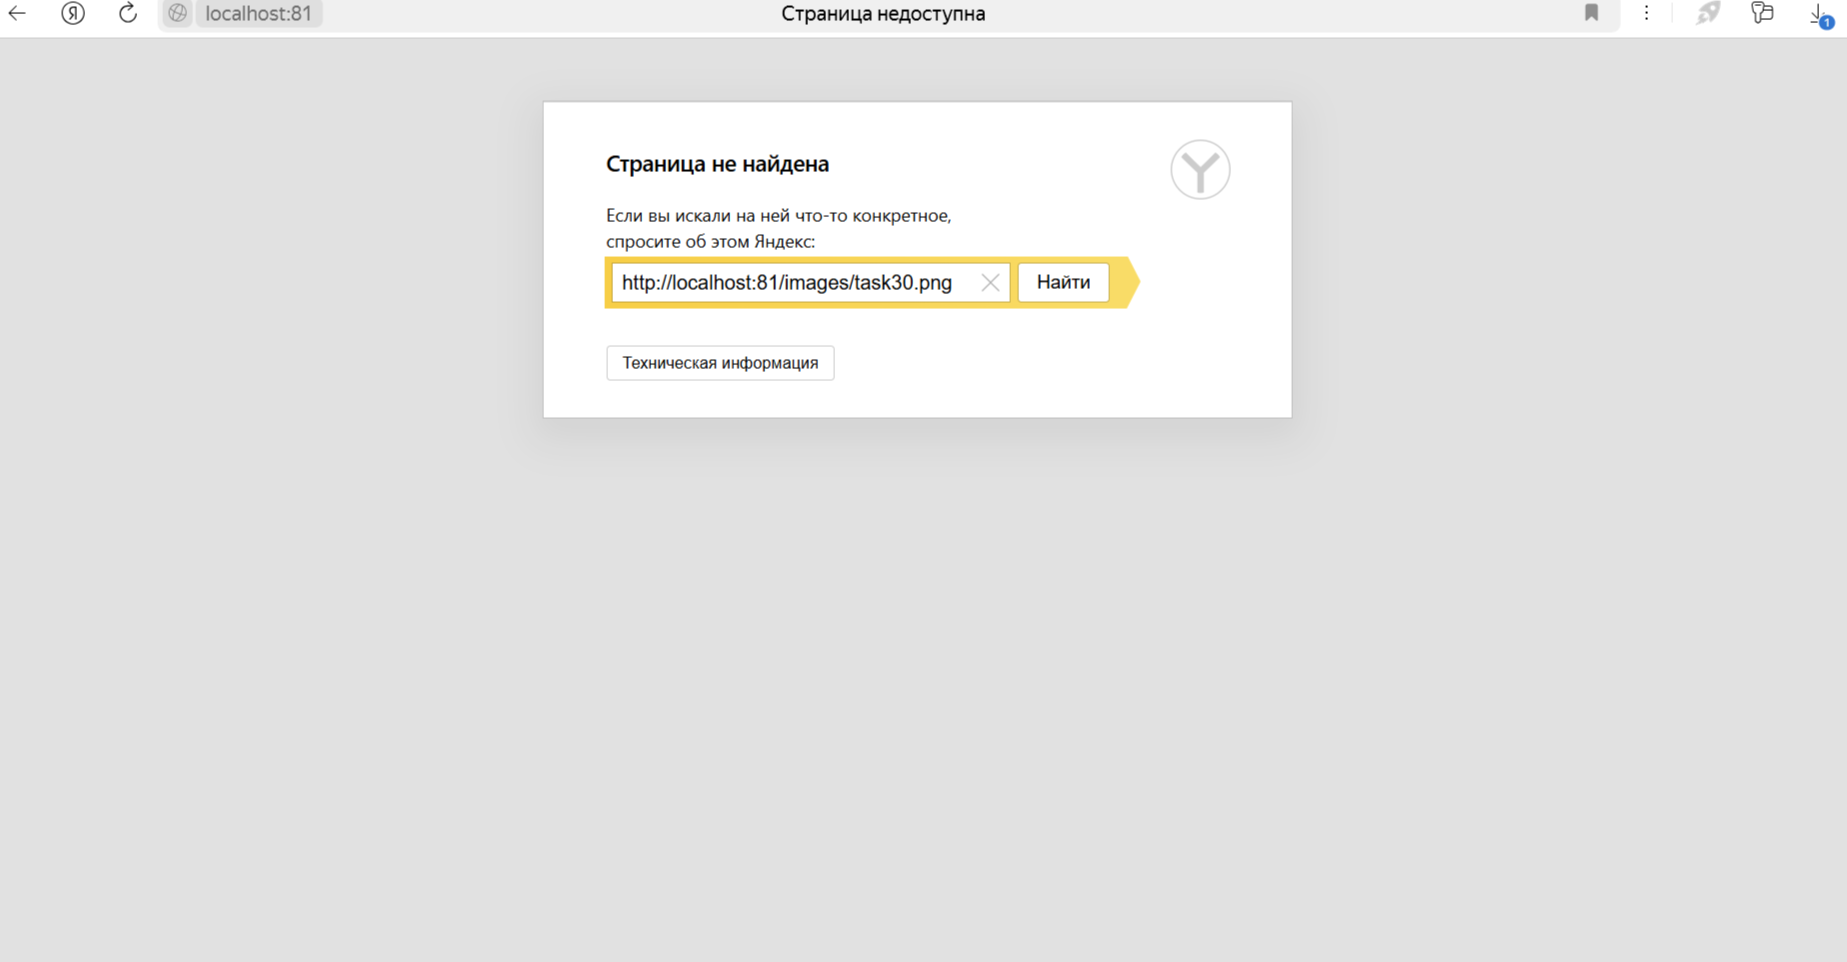 localhost:81
Страница недоступна
1
Страница не найдена
Если вы искали на ней что-то конкретное,
спросите об этом Яндекс:
http://localhost:81/images/task30.png
Найти
Техническая информация